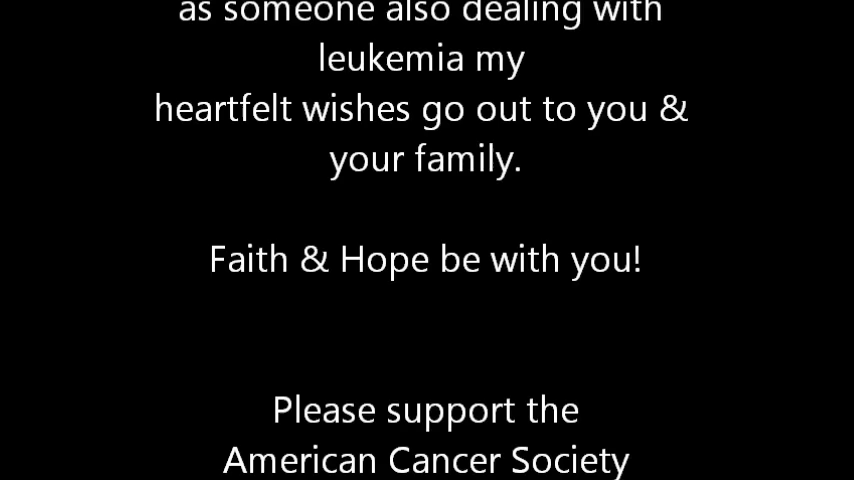 as someone also dealing with
leukemia my
heartfelt wishes go out to you &
your family.
Faith & Hope be with you!
Please support the
American Cancer Society